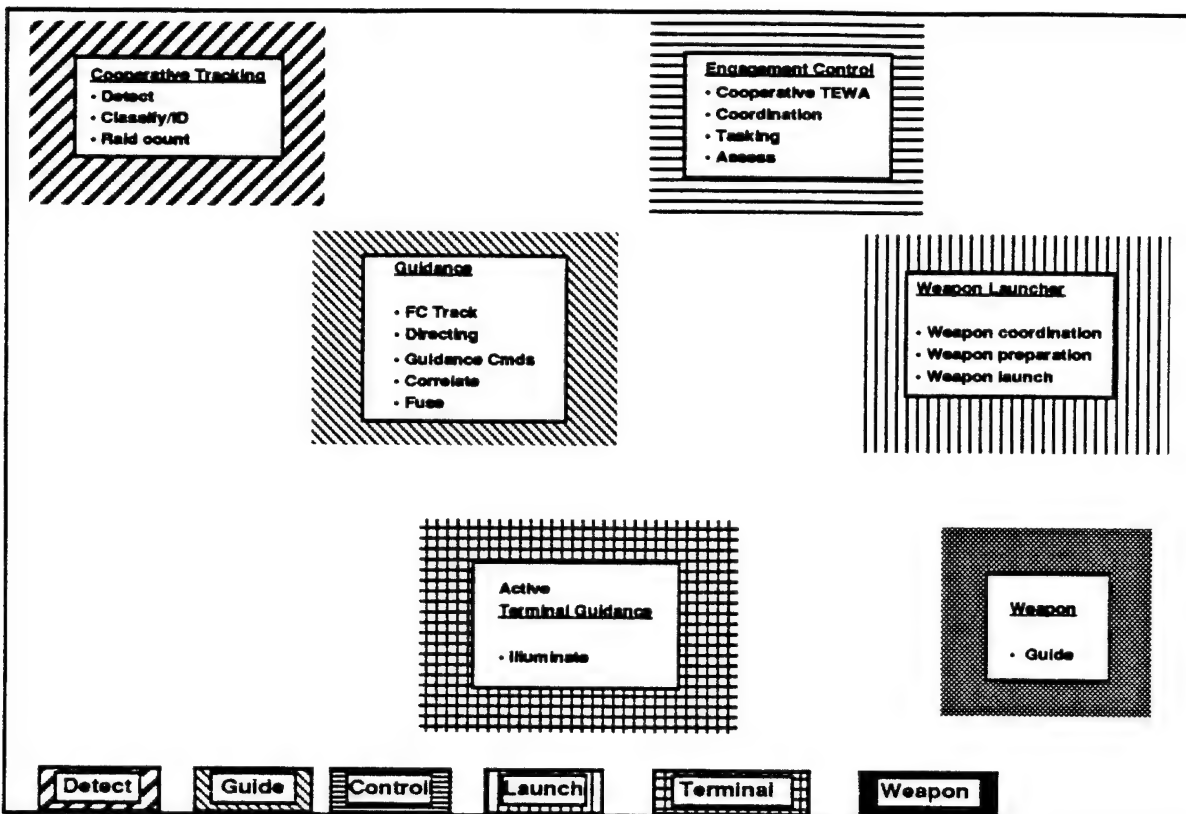 Cooperative Tracking
• Detect
• Classify/ID
• Raid count
Engagement Control
• Cooperative TEWA
• Coordination
• Tasking
• Assess
Guidance
• FC Track
• Directing
• Guidance Cmds
• Correlate
• Fuse
Weapon Launcher
• Weapon coordination
• Weapon preparation
• Weapon launch
Active
Terminal Guidance
• Illuminate
Weapon
• Guide
Detect
Guide
Control
Launch
Terminal
Weapon